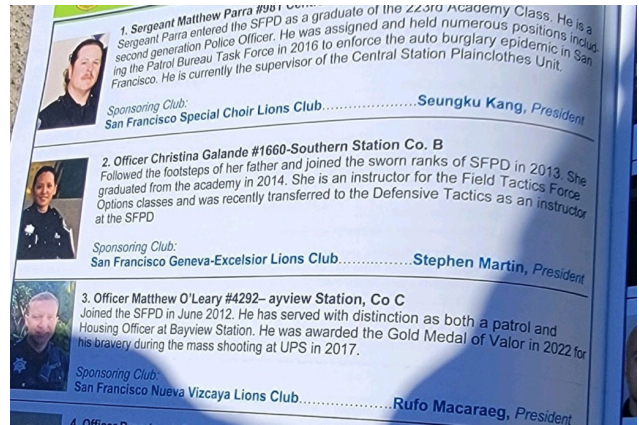 1. Sergeant Matthew Parra #981
Sergeant Parra entered the SFPD as a graduate of the 223rd Academy Class. He is a
second generation Police Officer. He was assigned and held numerous positions includ-
ing the Patrol Bureau Task Force in 2016 to enforce the auto burglary epidemic in San
Francisco. He is currently the supervisor of the Central Station Plainclothes Unit.
Sponsoring Club:
San Francisco Special Choir Lions Club......................Seungku Kang, President
2. Officer Christina Galande #1660-Southern Station Co. B
Followed the footsteps of her father and joined the sworn ranks of SFPD in 2013. She
graduated from the academy in 2014. She is an instructor for the Field Tactics Force
Options classes and was recently transferred to the Defensive Tactics as an instructor
at the SFPD
Sponsoring Club:
San Francisco Geneva-Excelsior Lions Club.................Stephen Martin, President
3. Officer Matthew O'Leary #4292– ayview Station, Co C
Joined the SFPD in June 2012. He has served with distinction as both a patrol and
Housing Officer at Bayview Station. He was awarded the Gold Medal of Valor in 2022 for
his bravery during the mass shooting at UPS in 2017.
Sponsoring Club:
San Francisco Nueva Vizcaya Lions Club......................Rufo Macaraeg, President
4. Officer